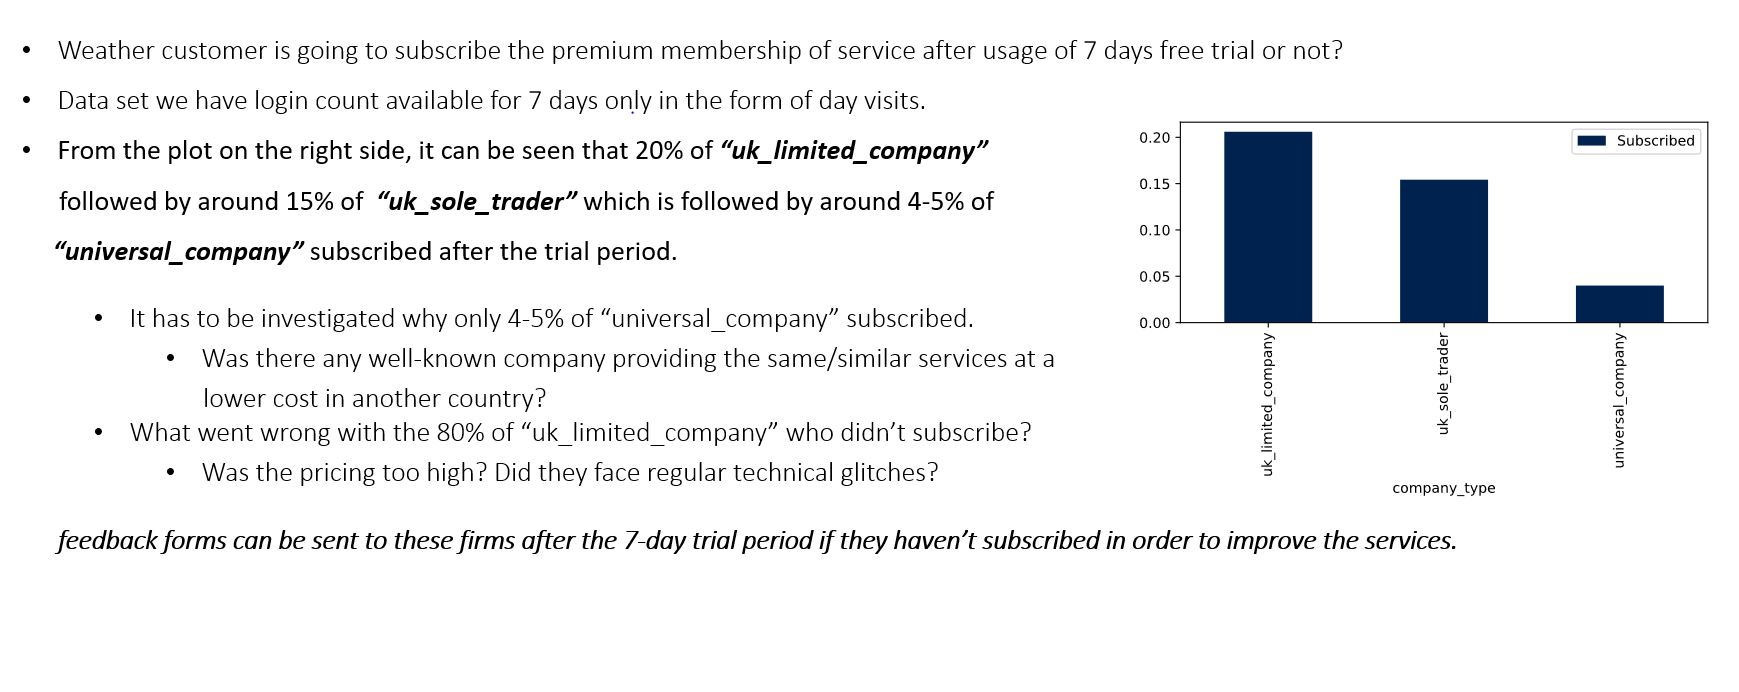 • Weather customer is going to subscribe the premium membership of service after usage of 7 days free trial or not?
• Data set we have login count available for 7 days only in the form of day visits.
• From the plot on the right side, it can be seen that 20% of “uk_limited_company”
followed by around 15% of “uk_sole_trader” which is followed by around 4-5% of
“universal_company” subscribed after the trial period.
• It has to be investigated why only 4-5% of “universal_company” subscribed.
• Was there any well-known company providing the same/similar services at a
lower cost in another country?
• What went wrong with the 80% of “uk_limited_company” who didn’t subscribe?
• Was the pricing too high? Did they face regular technical glitches?
feedback forms can be sent to these firms after the 7-day trial period if they haven’t subscribed in order to improve the services.
Subscribed
0.20
0.15
0.10
0.05
0.00
uk_limited_company
uk_sole_trader
universal_company
company_type